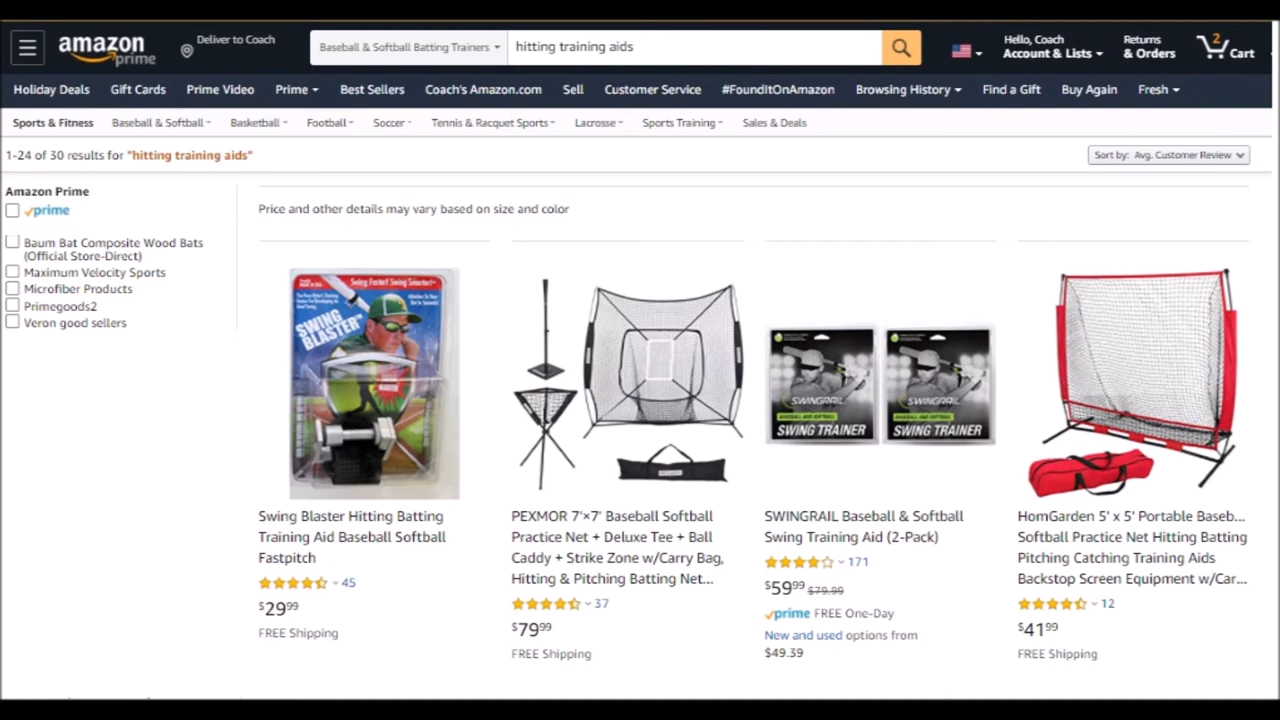 amazon
prime
Deliver to Coach
Baseball & Softball Batting Trainers
hitting training aids
Hello, Coach
Account & Lists
Returns
& Orders
2
Cart
Holiday Deals
Gift Cards
Prime Video
Prime
Best Sellers
Coach's Amazon.com
Sell
Customer Service
#FoundItOnAmazon
Browsing History
Find a Gift
Buy Again
Fresh
Sports & Fitness
Baseball & Softball
Basketball
Football
Soccer
Tennis & Racquet Sports
Lacrosse
Sports Training
Sales & Deals
1-24 of 30 results for "hitting training aids"
Sort by: Avg. Customer Review
Amazon Prime
prime
Baum Bat Composite Wood Bats
(Official Store-Direct)
Maximum Velocity Sports
Microfiber Products
Primegoods2
Veron good sellers
Price and other details may vary based on size and color
Swing Faster! Swing Smarter!
SWING
BLASTER
Swing Blaster Hitting Batting
Training Aid Baseball Softball
Fastpitch
45
$29.99
FREE Shipping
PEXMOR 7'×7' Baseball Softball
Practice Net + Deluxe Tee + Ball
Caddy + Strike Zone w/Carry Bag,
Hitting & Pitching Batting Net...
37
$79.99
FREE Shipping
SWINGRAIL
BASEBALL AND SOFTBALL
SWING TRAINER
SWINGRAIL
BASEBALL AND SOFTBALL
SWING TRAINER
SWINGRAIL Baseball & Softball
Swing Training Aid (2-Pack)
171
$59.99 $79.99
prime FREE One-Day
New and used options from
$49.39
HomGarden 5' x 5' Portable Baseb...
Softball Practice Net Hitting Batting
Pitching Catching Training Aids
Backstop Screen Equipment w/Car...
12
$41.99
FREE Shipping